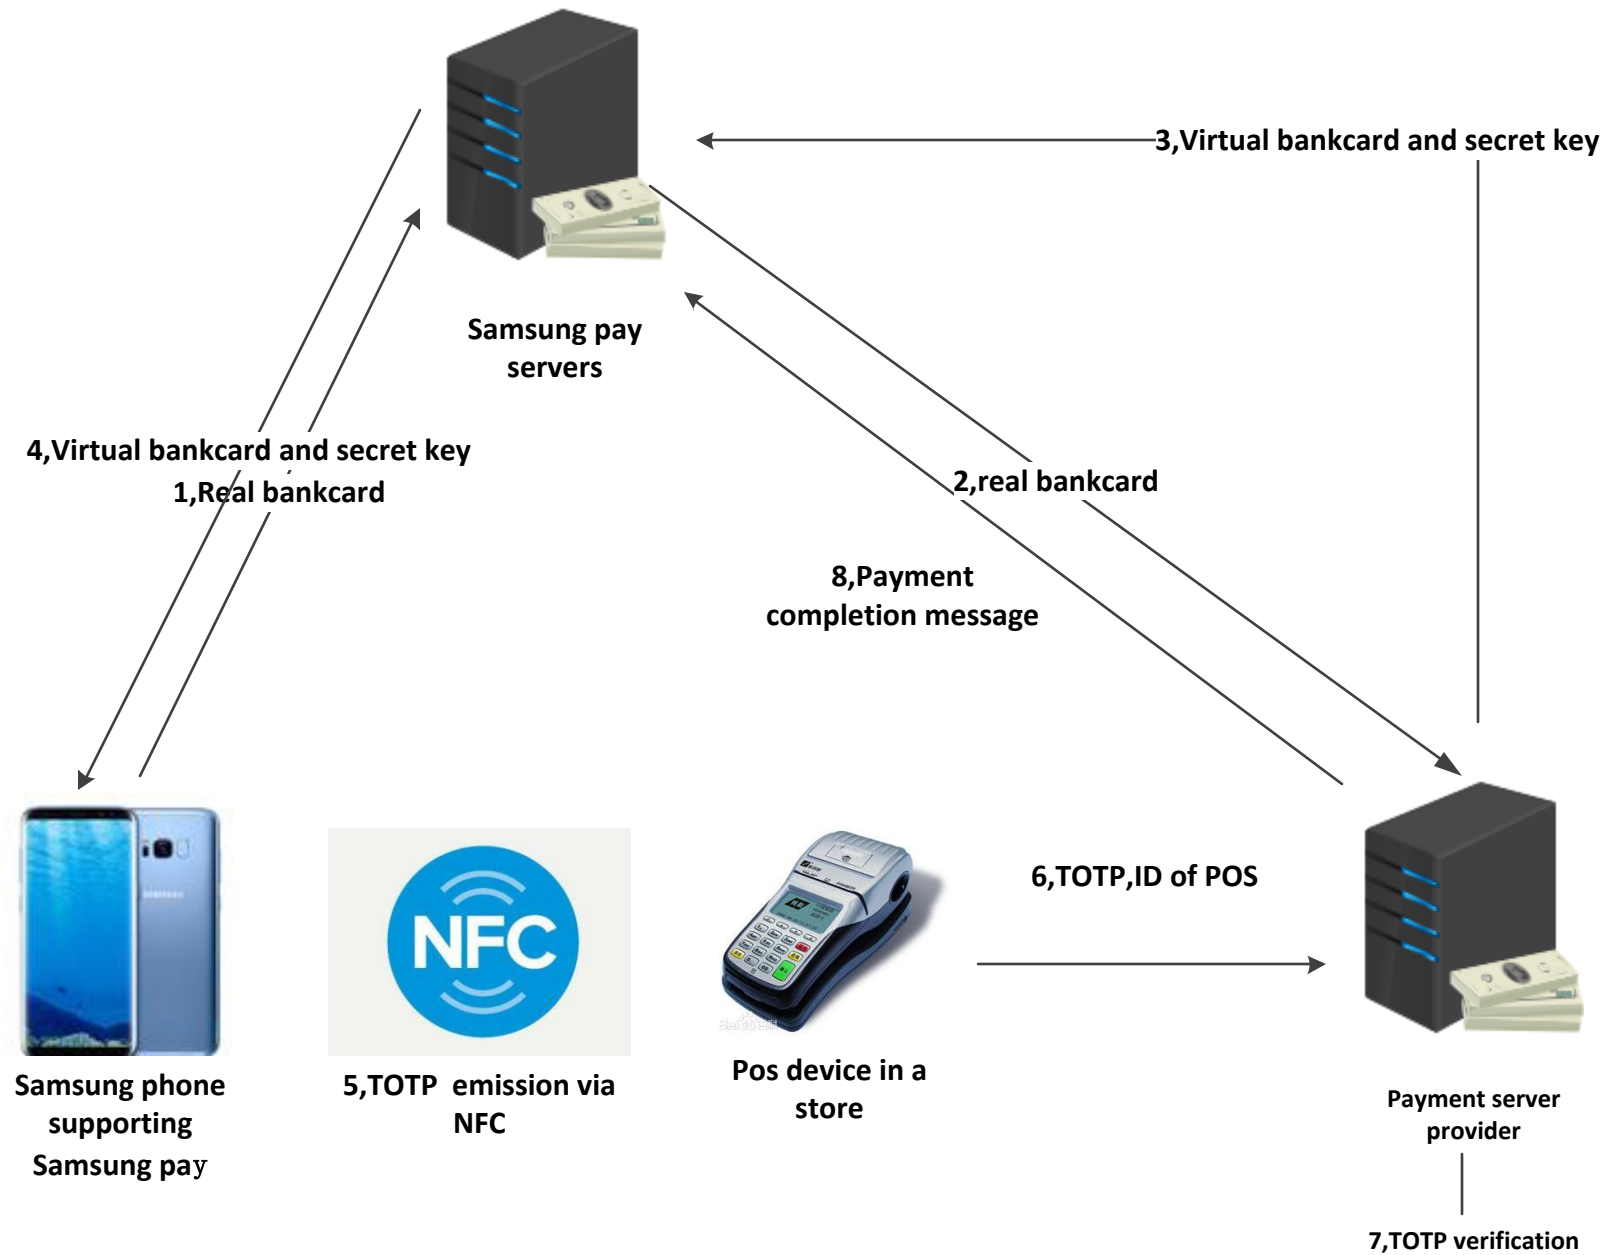 3,Virtual bankcard and secret key
Samsung pay
servers
4,Virtual bankcard and secret key
1,Real bankcard
2,real bankcard
8,Payment
completion message
6,TOTP,ID of POS
NFC
SAMSUNG
Samsung phone
supporting
Samsung pay
5,TOTP emission via
NFC
Pos device in a
store
Payment server
provider
7,TOTP verification